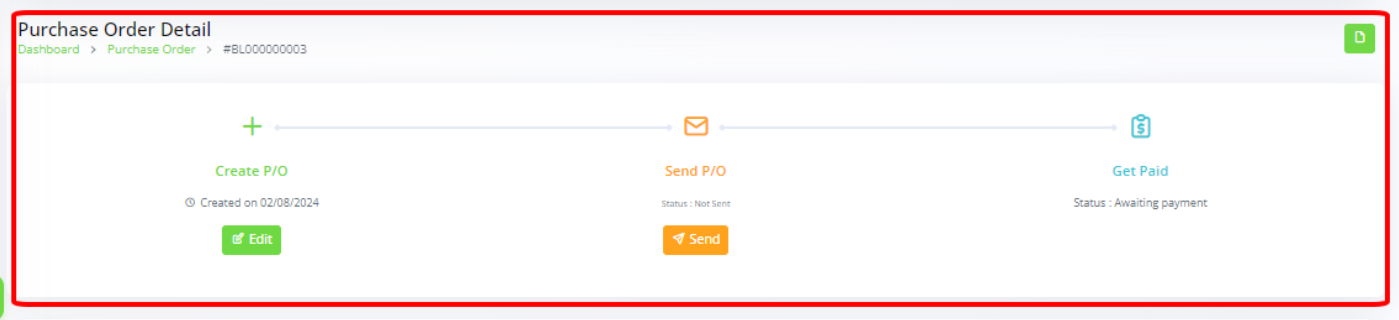 Purchase Order Detail
Dashboard > Purchase Order > #BL000000003
Create P/O
Send P/O
Get Paid
Created on 02/08/2024
Status : Not Sent
Status : Awaiting payment
Edit
Send